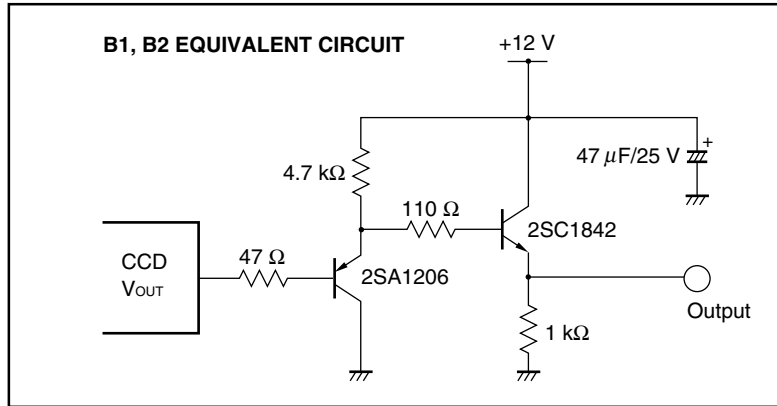 B1, B2 EQUIVALENT CIRCUIT
+12 V
4.7 kΩ
47 μF/25 V
+
110 Ω
2SC1842
CCD
VOUT
47 Ω
2SA1206
Output
1 kΩ